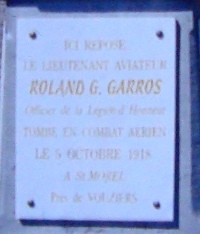 ICI REPOSE
LE LIEUTENANT AVIATEUR
ROLAND G. GARROS
Officier de la Légion d'Honneur
TOMBE EN COMBAT AERIEN
LE 5 OCTOBRE 1918
A St MOREL
Pres de VOUZIERS